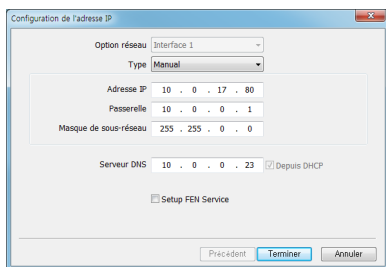 Configuration de l'adresse IP
Option réseau Interface 1
Type Manual
Adresse IP 10 . 0 . 17 . 80
Passerelle 10 . 0 . 0 . 1
Masque de sous-réseau 255 . 255 . 0 . 0
Serveur DNS 10 . 0 . 0 . 23 Depuis DHCP
Setup FEN Service
Précédent Terminer Annuler